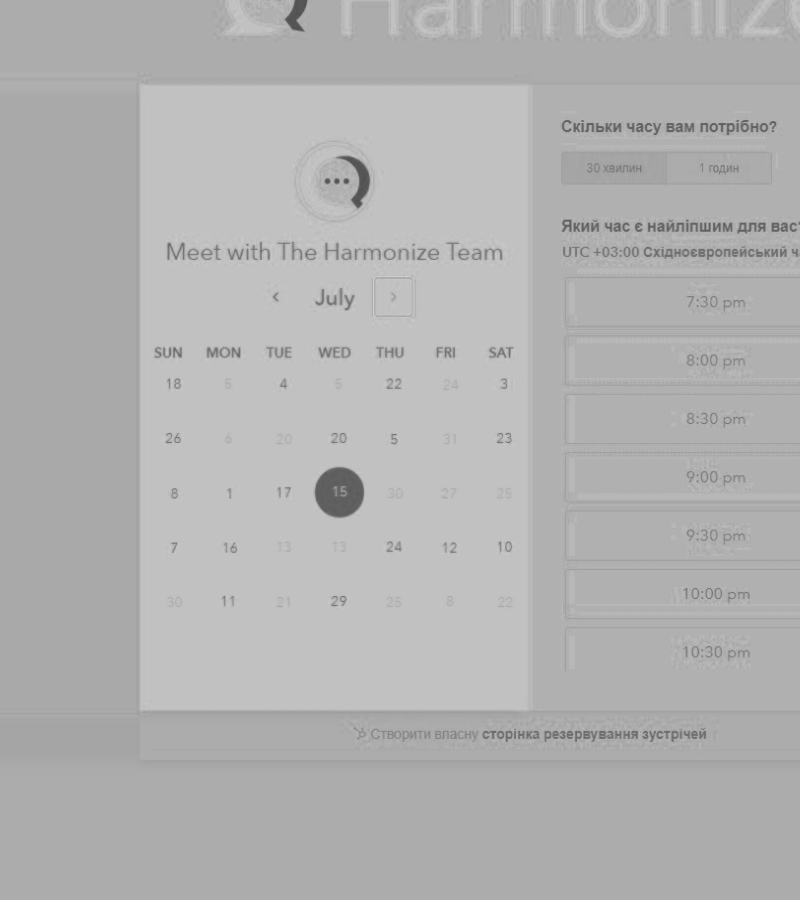 Harmonize
Meet with The Harmonize Team
July
SUN MON TUE WED THU FRI SAT
18 5 4 5 22 24 3
26 6 20 20 5 31 23
8 1 17 15 30 27 25
7 16 13 13 24 12 10
30 11 21 29 25 8 22
Скільки часу вам потрібно?
30 хвилин 1 годин
Який час є найліпшим для вас?
UTC +03:00 Східноєвропейський ч
7:30 pm
8:00 pm
8:30 pm
9:00 pm
9:30 pm
10:00 pm
10:30 pm
Створити власну сторінка резервування зустрічей